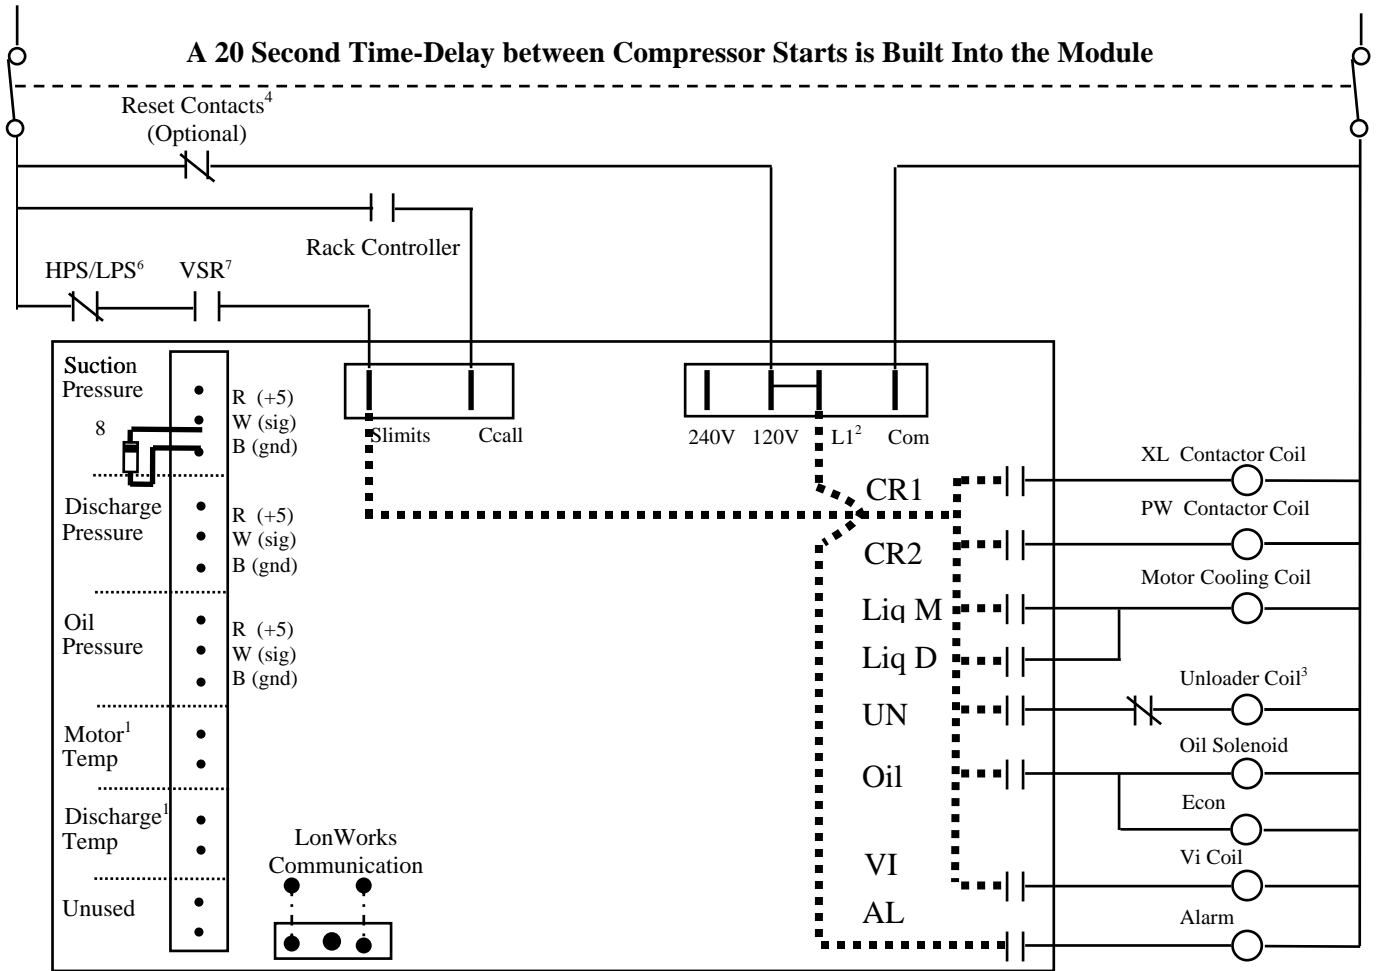 A 20 Second Time-Delay between Compressor Starts is Built Into the Module
Reset Contacts4
(Optional)
Rack Controller
HPS/LPS6 VSR7
Suction
Pressure
8
R (+5)
W (sig)
B (gnd)
Slimits Ccall
240V 120V L1² Com
Discharge
Pressure
R (+5)
W (sig)
B (gnd)
Oil
Pressure
R (+5)
W (sig)
B (gnd)
Motor1
Temp
Discharge1
Temp
Unused
LonWorks
Communication
CR1
CR2
Liq M
Liq D
UN
Oil
VI
AL
XL Contactor Coil
PW Contactor Coil
Motor Cooling Coil
Unloader Coil3
Oil Solenoid
Econ
Vi Coil
Alarm